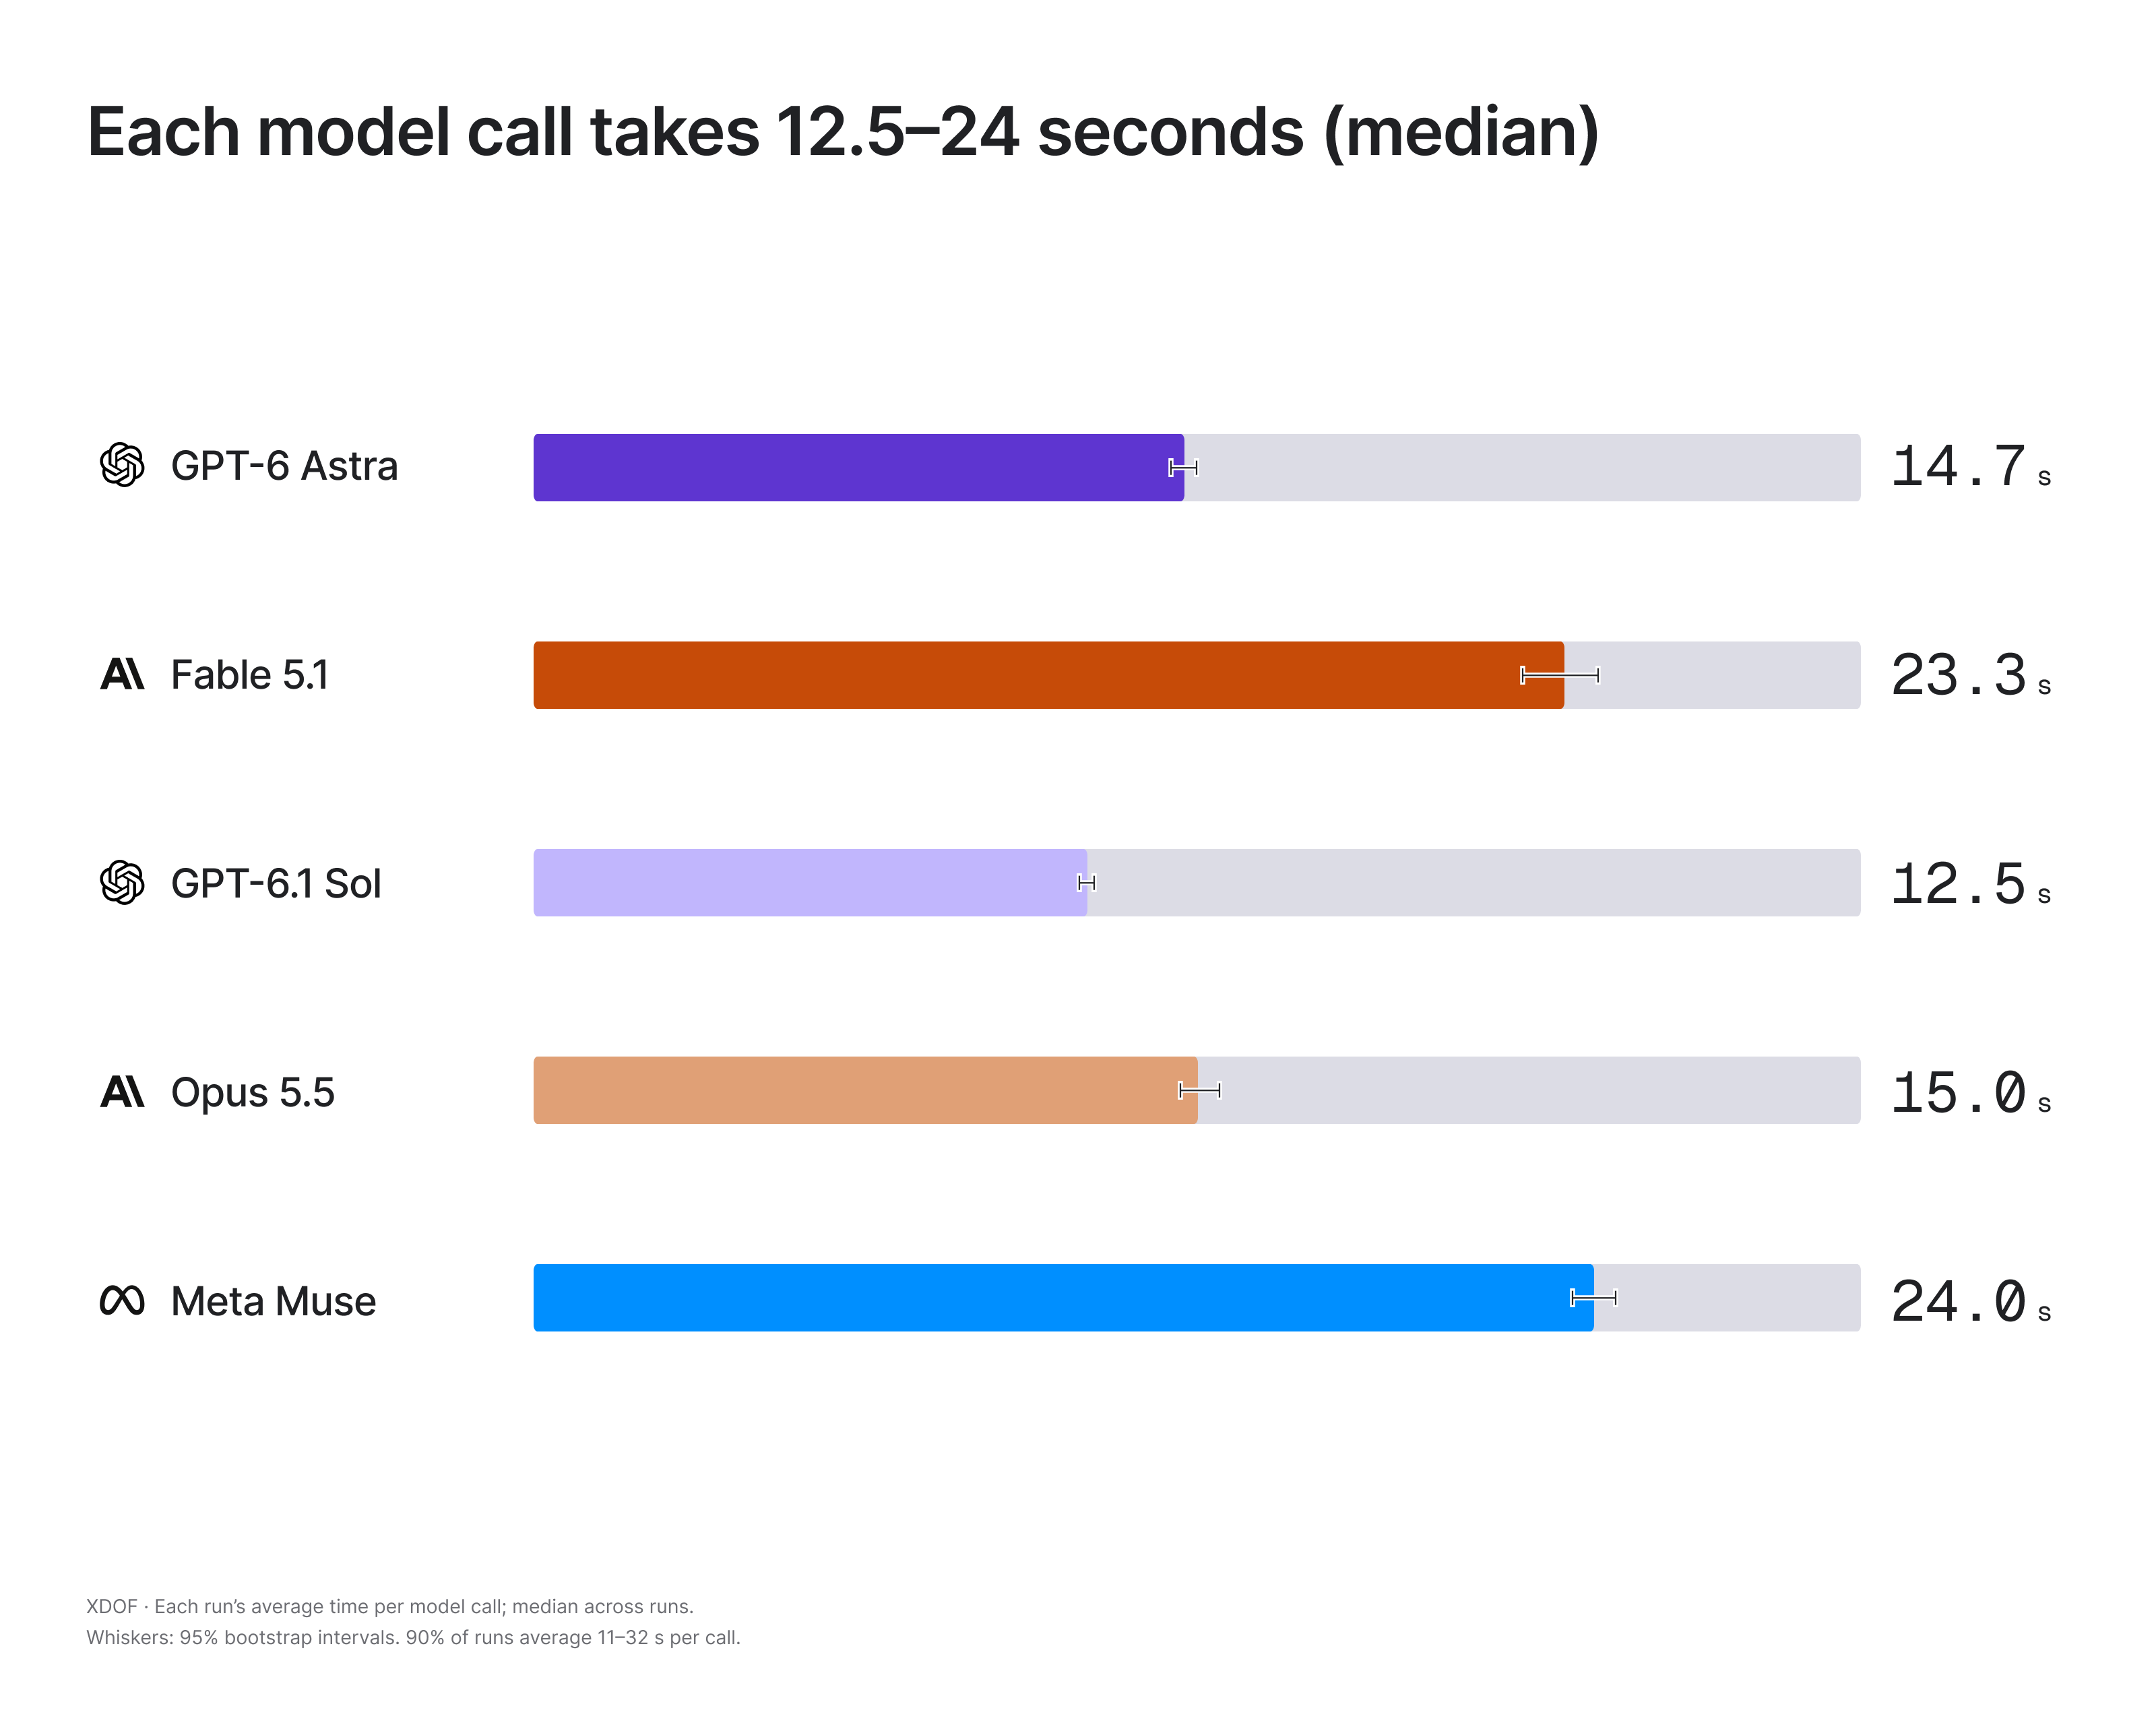 Each model call takes 12.5–24 seconds (median)
GPT-6 Astra 14.7 s
Fable 5.1 23.3 s
GPT-6.1 Sol 12.5 s
Opus 5.5 15.0 s
Meta Muse 24.0 s
XDOF · Each run’s average time per model call; median across runs.
Whiskers: 95% bootstrap intervals. 90% of runs average 11–32 s per call.